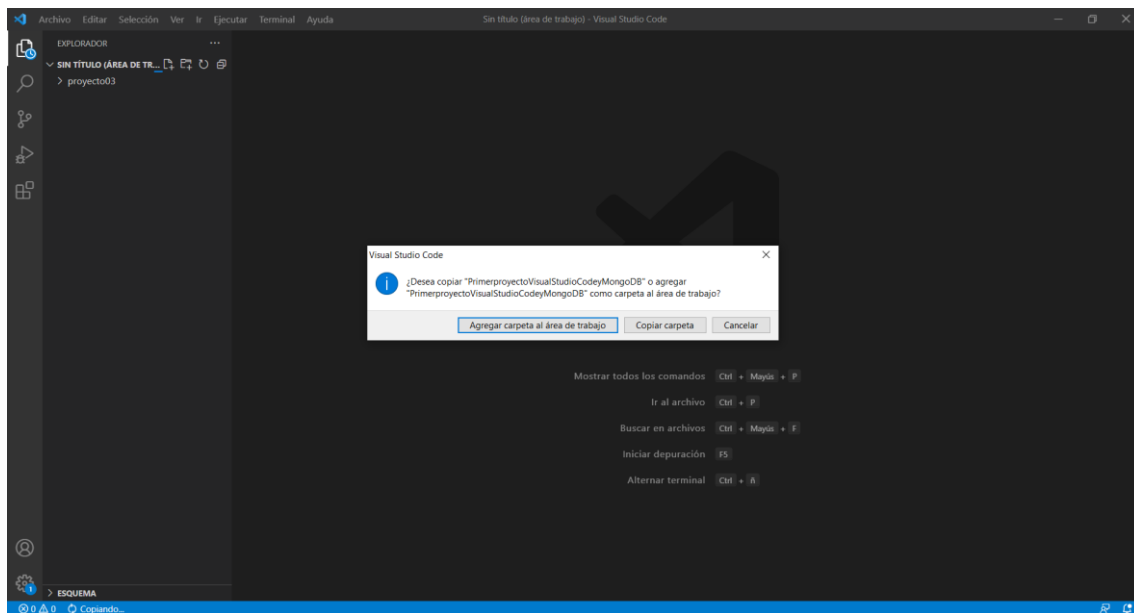 Archivo Editar Selección Ver Ir Ejecutar Terminal Ayuda
Sin título (área de trabajo) - Visual Studio Code
EXPLORADOR
SIN TÍTULO (ÁREA DE TR...
proyecto03
Visual Studio Code
¿Desea copiar "PrimerproyectoVisualStudioCodeyMongoDB" o agregar
"PrimerproyectoVisualStudioCodeyMongoDB" como carpeta al área de trabajo?
Agregar carpeta al área de trabajo Copiar carpeta Cancelar
Mostrar todos los comandos Ctrl + Mayús + P
Ir al archivo Ctrl + P
Buscar en archivos Ctrl + Mayús + F
Iniciar depuración F5
Alternar terminal Ctrl + ñ
1
ESQUEMA
0 0 Copiando...